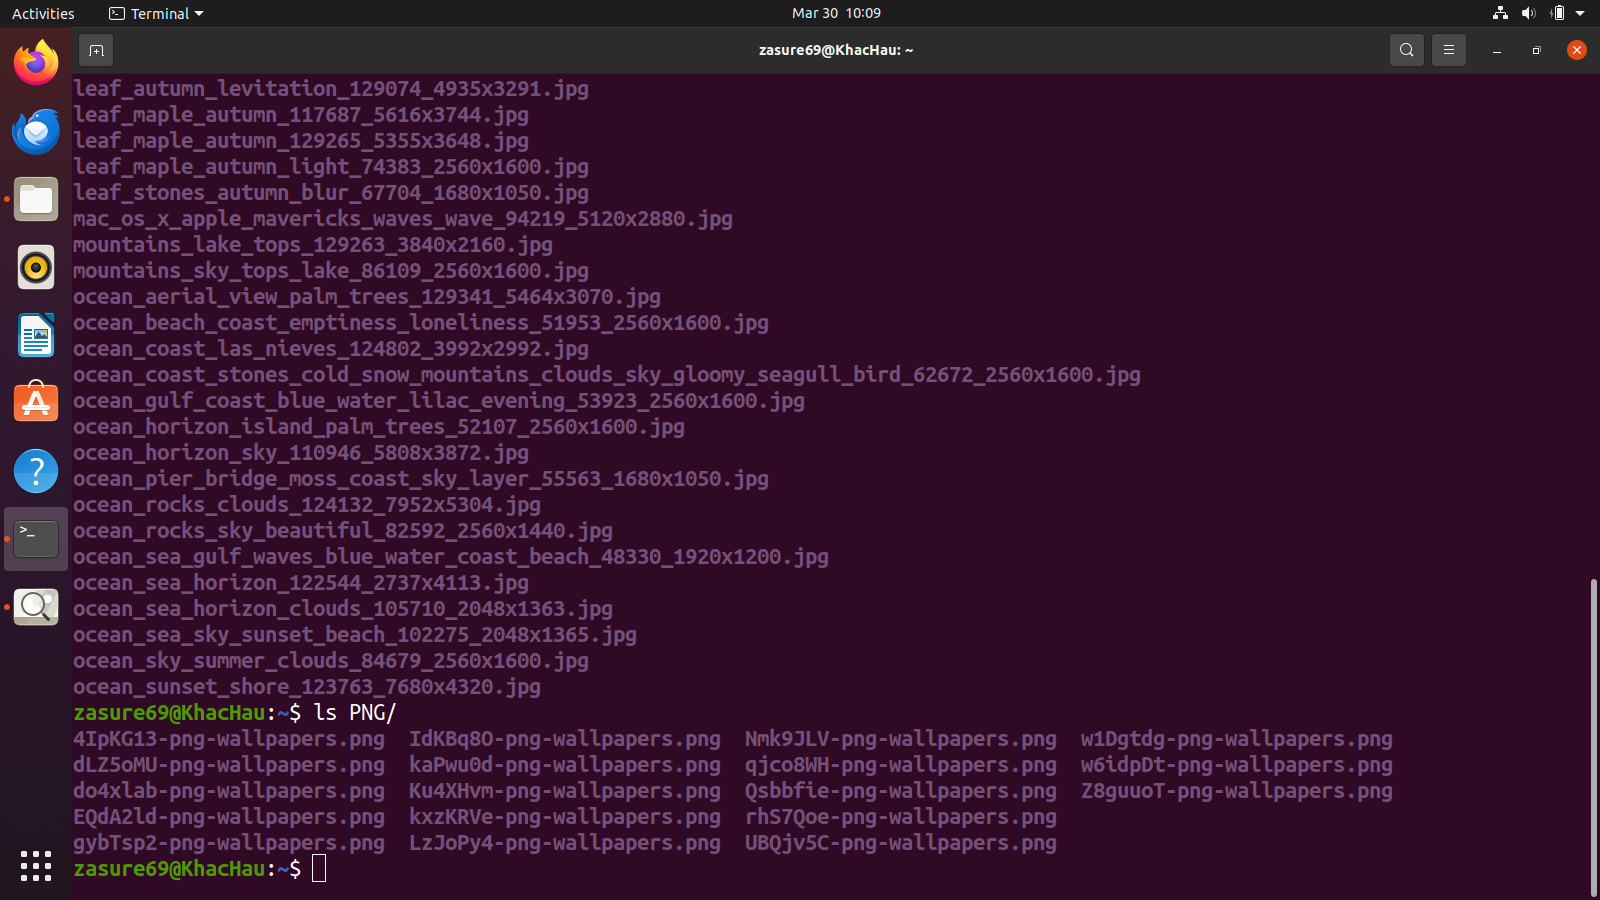 Activities
Terminal
Mar 30 10:09
zasure69@KhacHau: ~
leaf_autumn_levitation_129074_4935x3291.jpg
leaf_maple_autumn_117687_5616x3744.jpg
leaf_maple_autumn_129265_5355x3648.jpg
leaf_maple_autumn_light_74383_2560x1600.jpg
leaf_stones_autumn_blur_67704_1680x1050.jpg
mac_os_x_apple_mavericks_waves_wave_94219_5120x2880.jpg
mountains_lake_tops_129263_3840x2160.jpg
mountains_sky_tops_lake_86109_2560x1600.jpg
ocean_aerial_view_palm_trees_129341_5464x3070.jpg
ocean_beach_coast_emptiness_loneliness_51953_2560x1600.jpg
ocean_coast_las_nieves_124802_3992x2992.jpg
ocean_coast_stones_cold_snow_mountains_clouds_sky_gloomy_seagull_bird_62672_2560x1600.jpg
ocean_gulf_coast_blue_water_lilac_evening_53923_2560x1600.jpg
ocean_horizon_island_palm_trees_52107_2560x1600.jpg
ocean_horizon_sky_110946_5808x3872.jpg
ocean_pier_bridge_moss_coast_sky_layer_55563_1680x1050.jpg
ocean_rocks_clouds_124132_7952x5304.jpg
ocean_rocks_sky_beautiful_82592_2560x1440.jpg
ocean_sea_gulf_waves_blue_water_coast_beach_48330_1920x1200.jpg
ocean_sea_horizon_122544_2737x4113.jpg
ocean_sea_horizon_clouds_105710_2048x1363.jpg
ocean_sea_sky_sunset_beach_102275_2048x1365.jpg
ocean_sky_summer_clouds_84679_2560x1600.jpg
ocean_sunset_shore_123763_7680x4320.jpg
zasure69@KhacHau:~$ ls PNG/
4IpKG13-png-wallpapers.png IdKBq8O-png-wallpapers.png Nmk9JLV-png-wallpapers.png w1Dgtdg-png-wallpapers.png
dLZ5oMU-png-wallpapers.png kaPwu0d-png-wallpapers.png qjco8WH-png-wallpapers.png w6idpDt-png-wallpapers.png
do4xlab-png-wallpapers.png Ku4XHvm-png-wallpapers.png Qsbbfie-png-wallpapers.png Z8guuoT-png-wallpapers.png
EQdA2ld-png-wallpapers.png kxzKRVe-png-wallpapers.png rhS7Qoe-png-wallpapers.png
gybTsp2-png-wallpapers.png LzJoPy4-png-wallpapers.png UBQjv5C-png-wallpapers.png
zasure69@KhacHau:~$